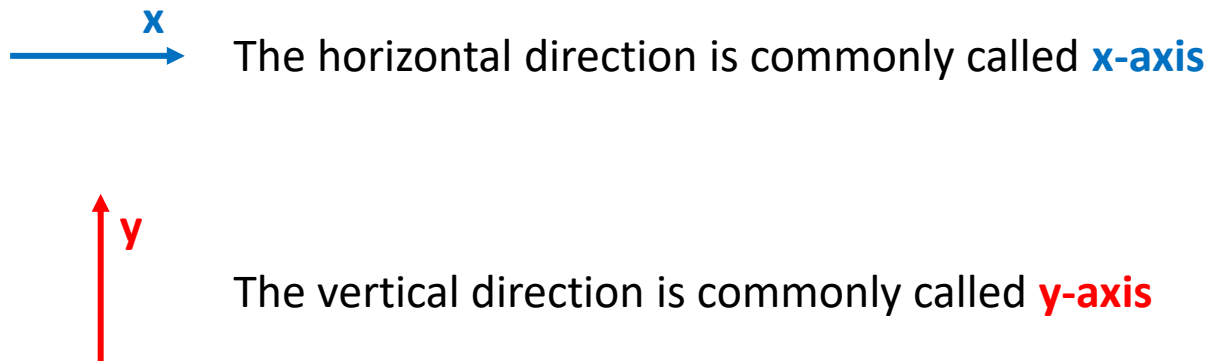 x
The horizontal direction is commonly called x-axis
y
The vertical direction is commonly called y-axis